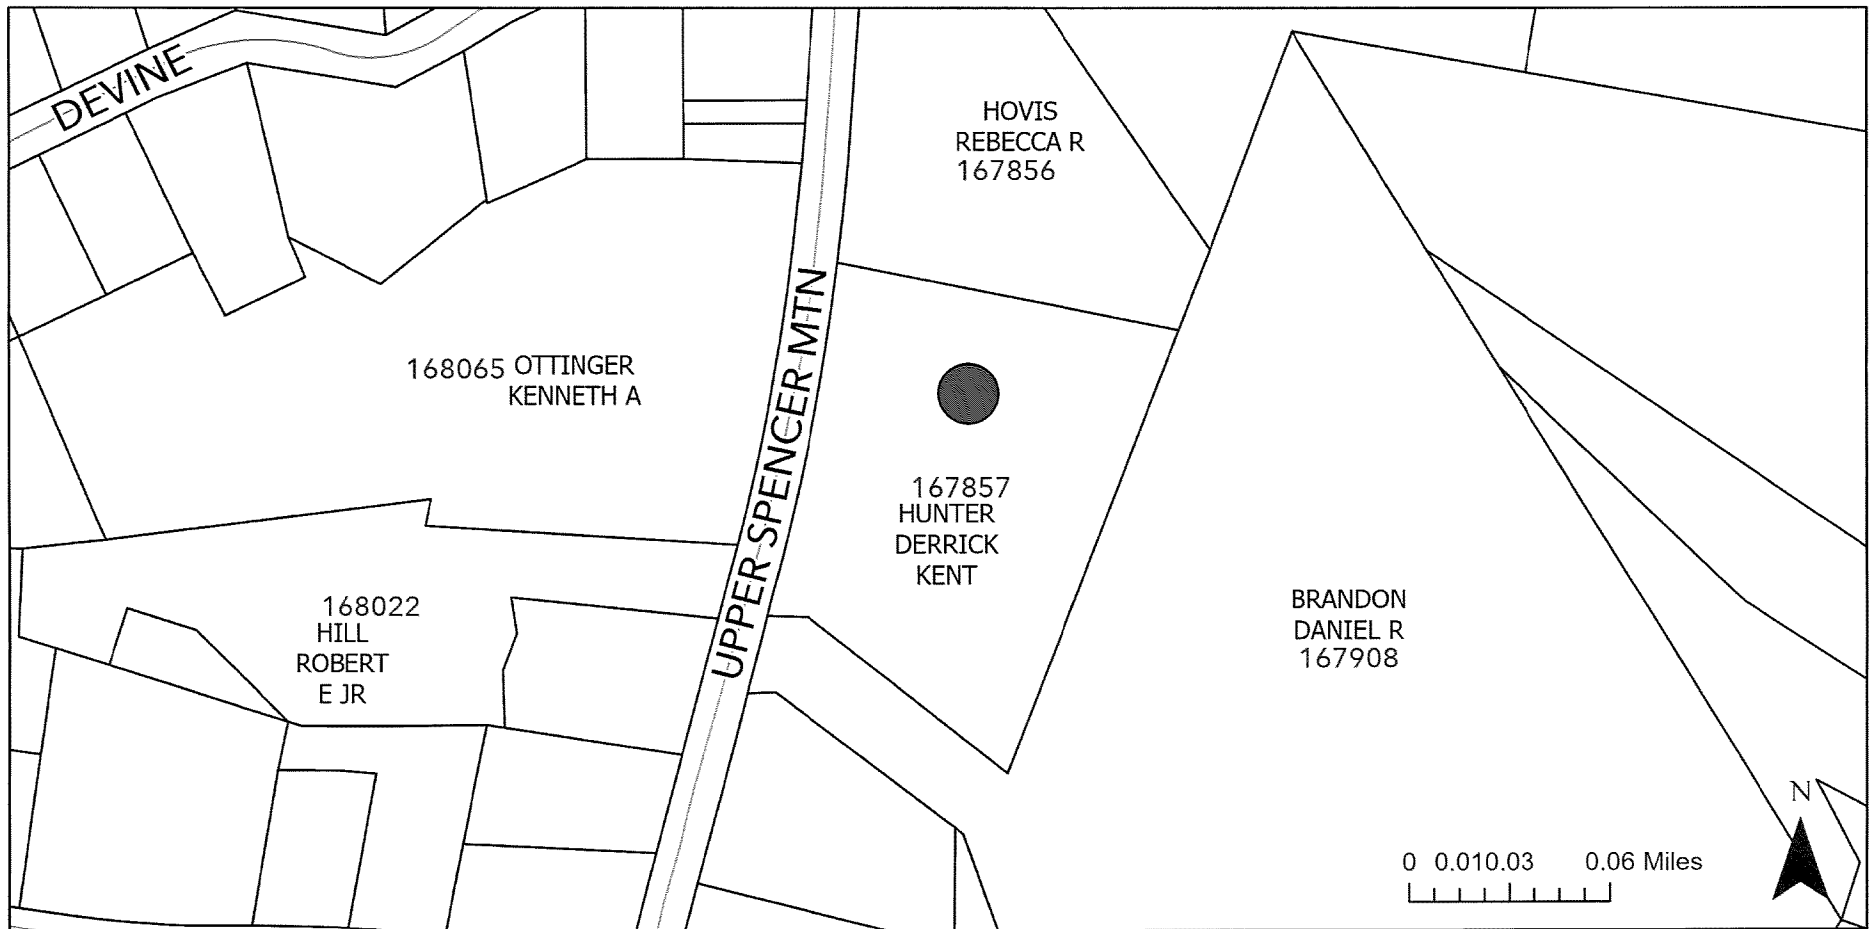 DEVINE
HOVIS
REBECCA R
167856
UPPER SPENCER MTN
168065 OTTINGER
KENNETH A
167857
HUNTER
DERRICK
KENT
168022
HILL
ROBERT
E JR
BRANDON
DANIEL R
167908
N
0 0.010.03 0.06 Miles